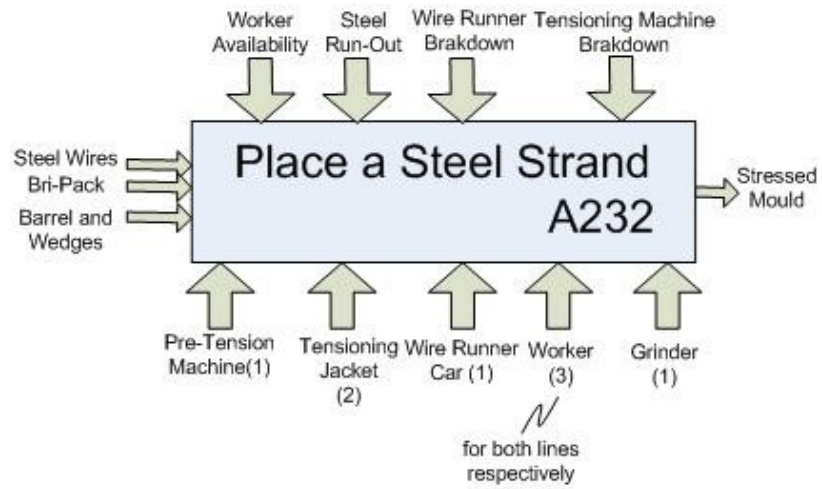 Worker
Availability
Steel
Run-Out
Wire Runner
Brakdown
Tensioning Machine
Brakdown
Steel Wires
Bri-Pack
Barrel and
Wedges
Place a Steel Strand
A232
Stressed
Mould
Pre-Tension
Machine(1)
Tensioning
Jacket
(2)
Wire Runner
Car (1)
Worker
(3)
Grinder
(1)
for both lines
respectively